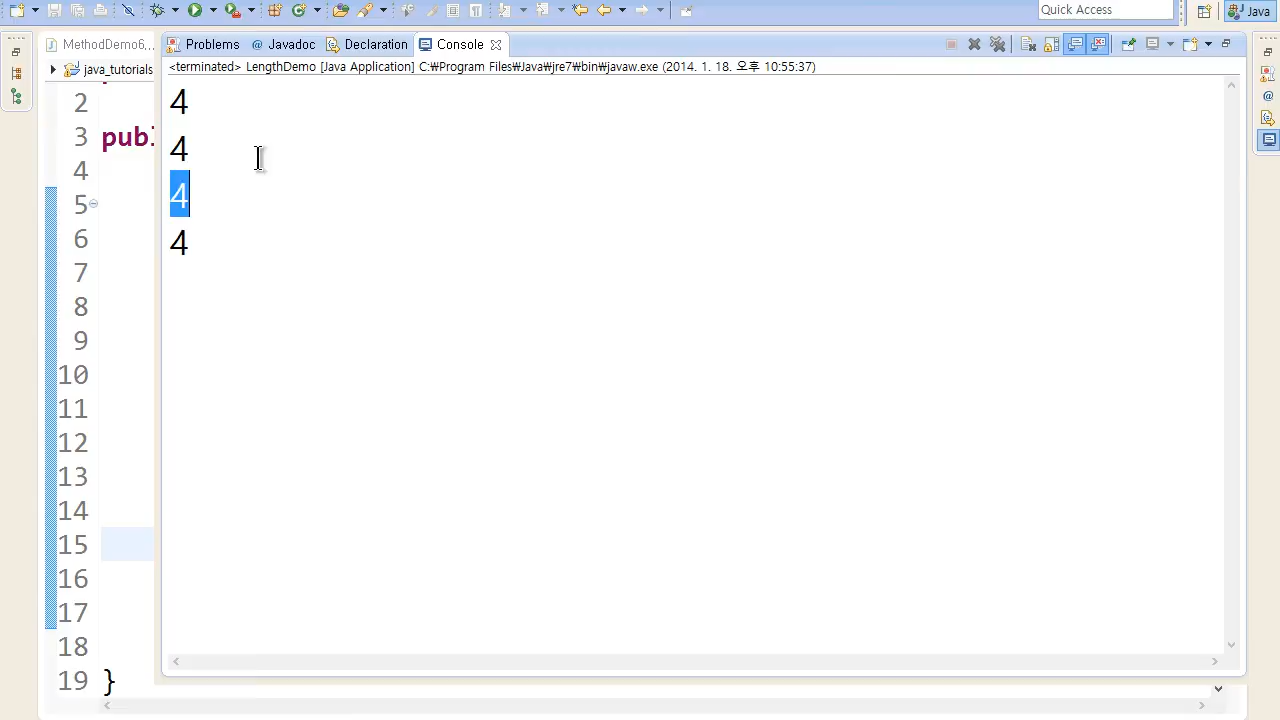 Quick Access
Java
MethodDemo6...
Problems
@ Javadoc
Declaration
Console
java_tutorials
<terminated> LengthDemo [Java Application] C:₩Program Files₩Java₩jre7₩bin₩javaw.exe (2014. 1. 18. 오후 10:55:37)
4
4
4
4
2
3 publ
4
5
6
7
8
9
10
11
12
13
14
15
16
17
18
19 }